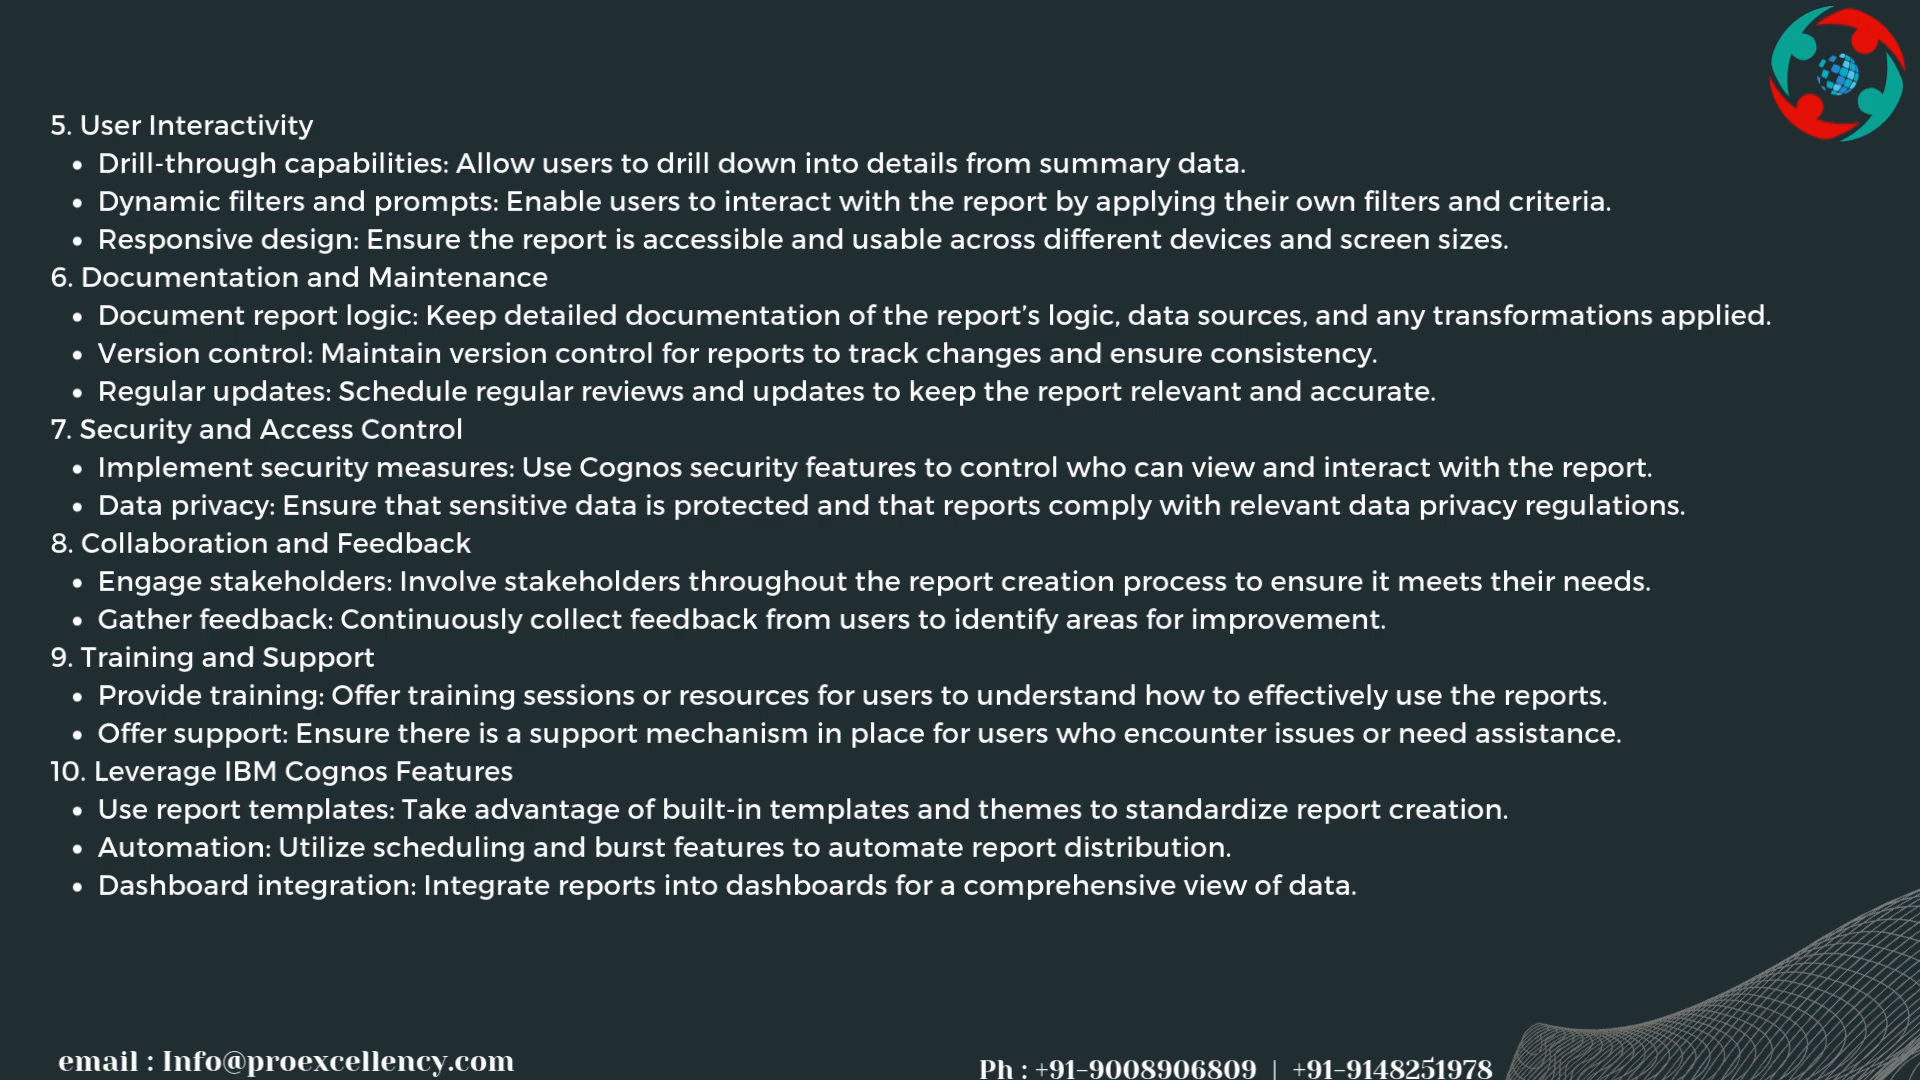 5. User Interactivity
• Drill-through capabilities: Allow users to drill down into details from summary data.
• Dynamic filters and prompts: Enable users to interact with the report by applying their own filters and criteria.
• Responsive design: Ensure the report is accessible and usable across different devices and screen sizes.
6. Documentation and Maintenance
• Document report logic: Keep detailed documentation of the report’s logic, data sources, and any transformations applied.
• Version control: Maintain version control for reports to track changes and ensure consistency.
• Regular updates: Schedule regular reviews and updates to keep the report relevant and accurate.
7. Security and Access Control
• Implement security measures: Use Cognos security features to control who can view and interact with the report.
• Data privacy: Ensure that sensitive data is protected and that reports comply with relevant data privacy regulations.
8. Collaboration and Feedback
• Engage stakeholders: Involve stakeholders throughout the report creation process to ensure it meets their needs.
• Gather feedback: Continuously collect feedback from users to identify areas for improvement.
9. Training and Support
• Provide training: Offer training sessions or resources for users to understand how to effectively use the reports.
• Offer support: Ensure there is a support mechanism in place for users who encounter issues or need assistance.
10. Leverage IBM Cognos Features
• Use report templates: Take advantage of built-in templates and themes to standardize report creation.
• Automation: Utilize scheduling and burst features to automate report distribution.
• Dashboard integration: Integrate reports into dashboards for a comprehensive view of data.
email : Info@proexcellency.com
Ph : +91-9008906809 | +91-9148251978